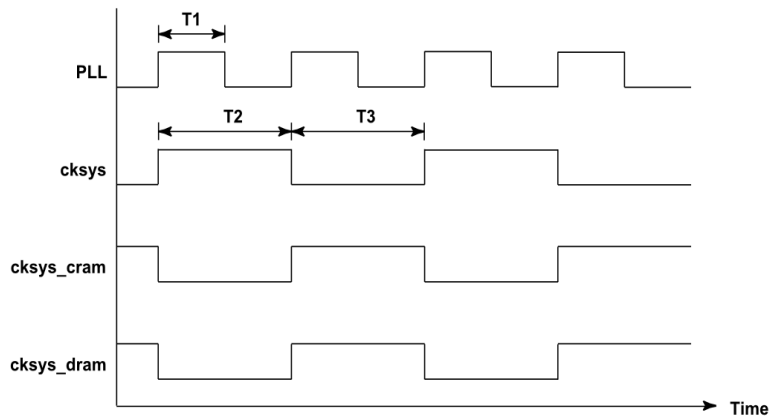 T1
PLL
T2 T3
cksys
cksys_cram
cksys_dram
Time